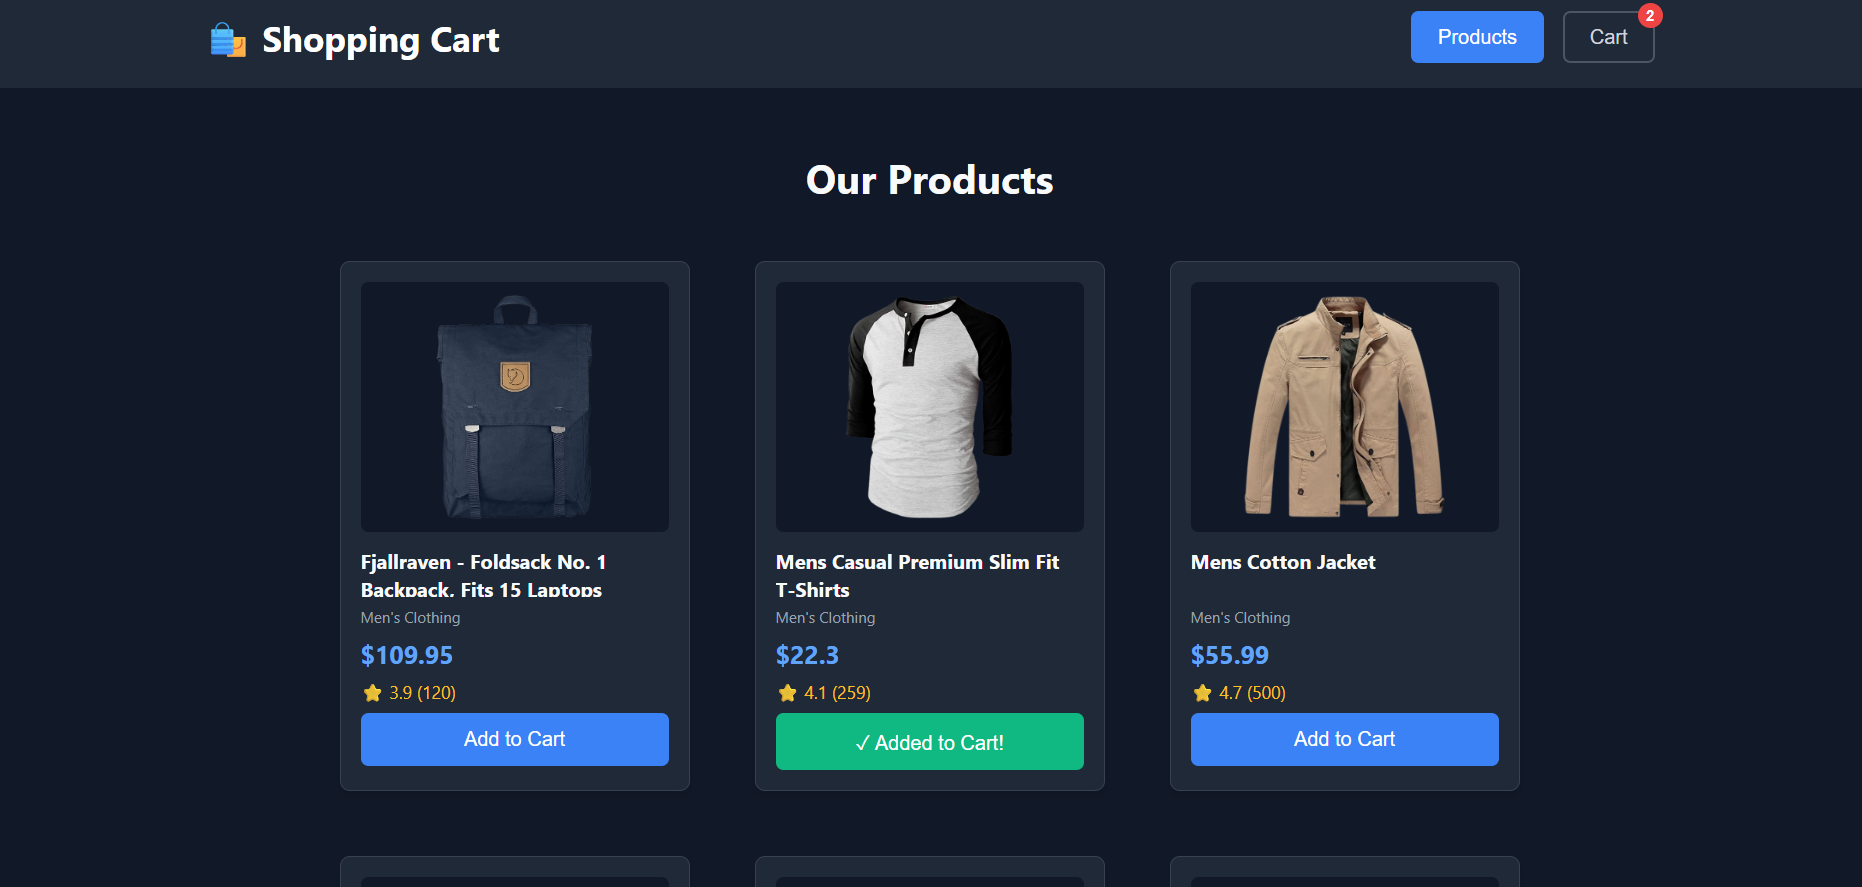 Shopping Cart
Products
Cart
2
Our Products
Fjallraven - Foldsack No. 1
Backpack, Fits 15 Laptops
Men's Clothing
$109.95
3.9 (120)
Add to Cart
Mens Casual Premium Slim Fit
T-Shirts
Men's Clothing
$22.3
4.1 (259)
✓ Added to Cart!
Mens Cotton Jacket
Men's Clothing
$55.99
4.7 (500)
Add to Cart